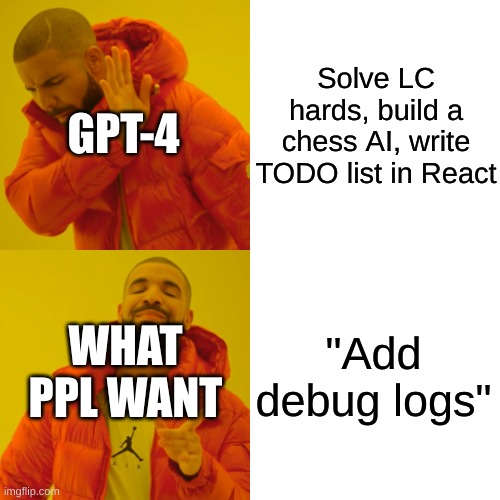 GPT-4
Solve LC
hards, build a
chess AI, write
TODO list in React
WHAT
PPL WANT
"Add
debug logs"
imgflip.com